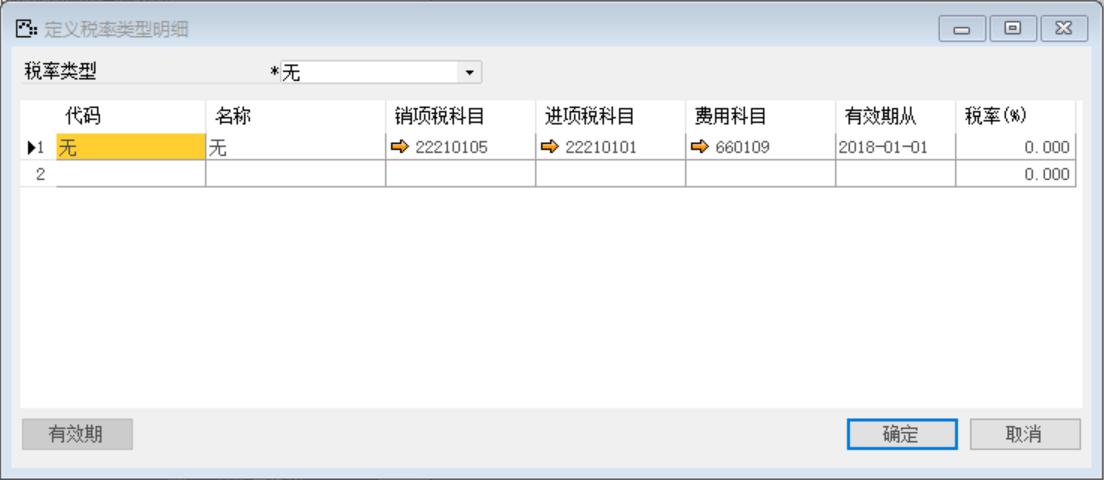 定义税率类型明细
税率类型 *无
代码 名称 销项税科目 进项税科目 费用科目 有效期从 税率(%)
1 无 无 22210105 22210101 660109 2018-01-01 0.000
2 0.000
有效期 确定 取消